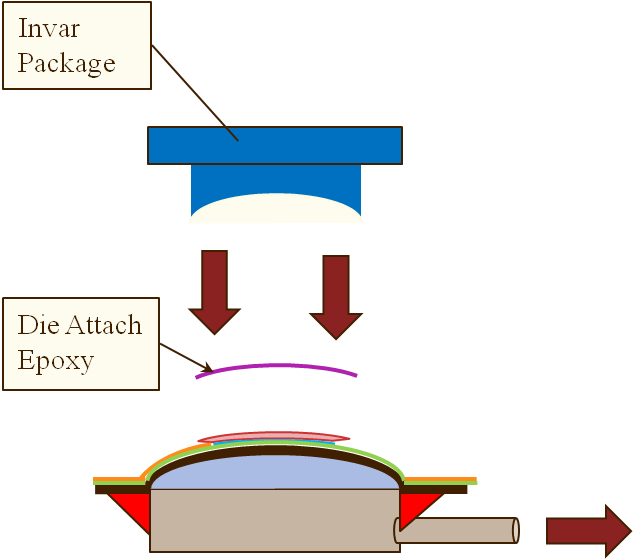 Invar
Package
Die Attach
Epoxy